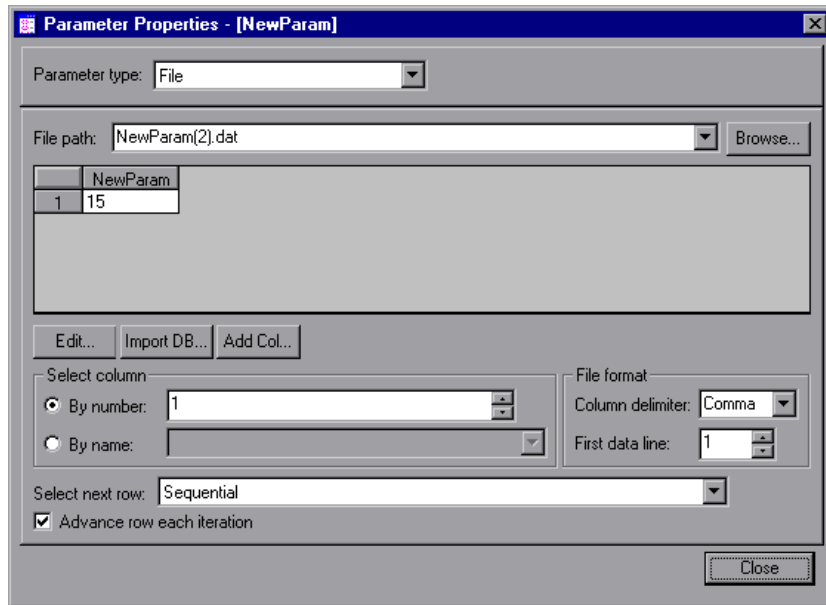 Parameter Properties - [NewParam]
Parameter type: File
File path: NewParam(2).dat Browse...
NewParam
1 15
Edit... Import DB... Add Col...
Select column File format
By number: 1 Column delimiter: Comma
By name: First data line: 1
Select next row: Sequential
Advance row each iteration
Close